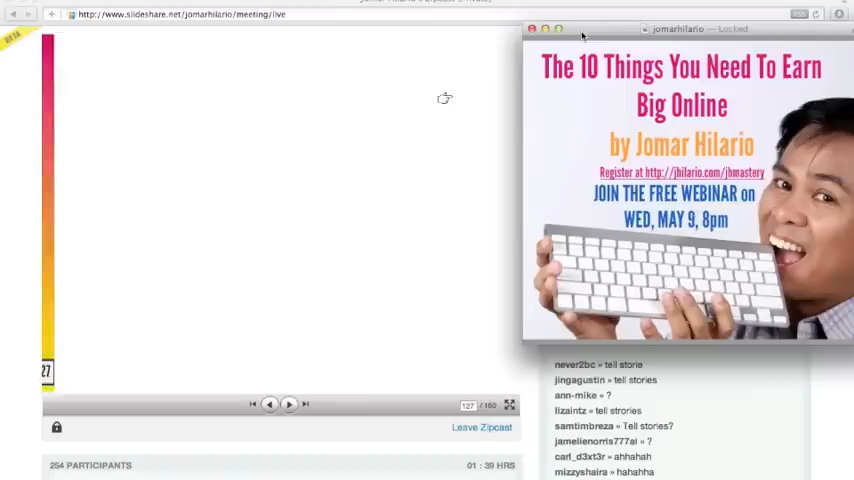 http://www.slideshare.net/jomarhilario/meeting/live
RSS
BETA
jomarhilario — Locked
The 10 Things You Need To Earn
Big Online
by Jomar Hilario
Register at http://jhilario.com/jhmastery
JOIN THE FREE WEBINAR on
WED, MAY 9, 8pm
27
127 / 160
Leave Zipcast
254 PARTICIPANTS
01 : 39 HRS
never2bc » tell storie
jingagustin » tell stories
ann-mike » ?
lizaintz » tell strories
samtimbreza » Tell stories?
jamelienorris777al » ?
carl_d3xt3r » ahhahah
mizzyshaira » hahahha